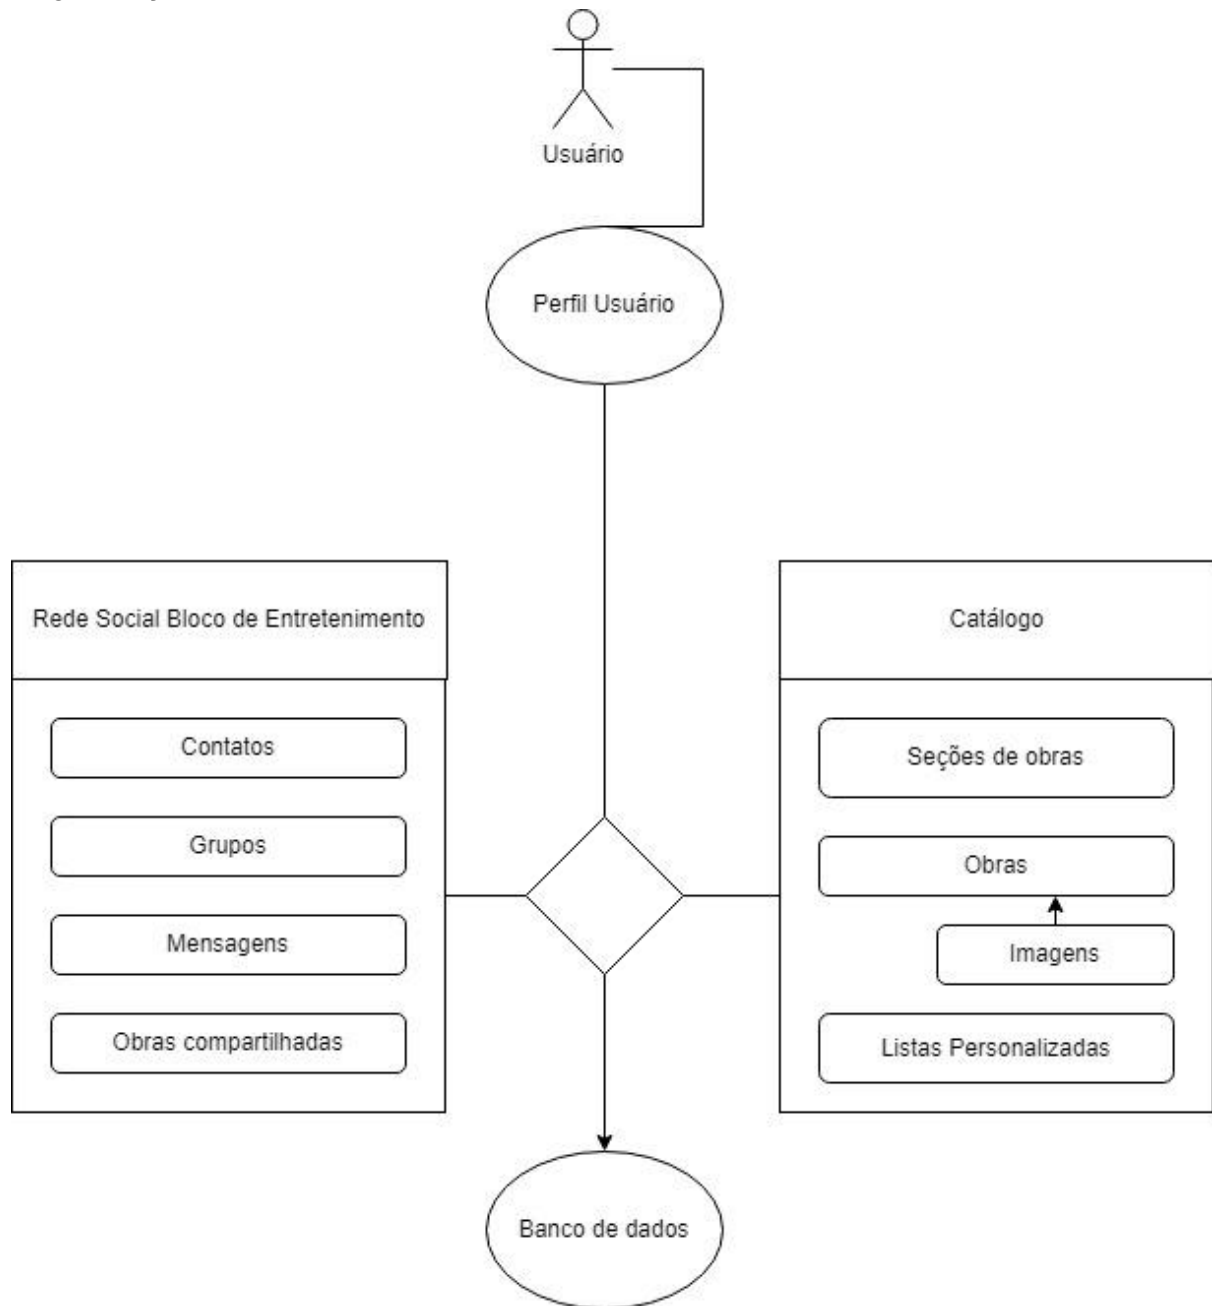 Usuário
Perfil Usuário
Rede Social Bloco de Entretenimento
Contatos
Grupos
Mensagens
Obras compartilhadas
Catálogo
Seções de obras
Obras
Imagens
Listas Personalizadas
Banco de dados